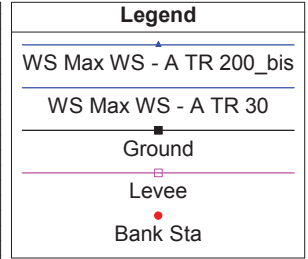 Legend
WS Max WS - A TR 200_bis
WS Max WS - A TR 30
Ground
Levee
Bank Sta